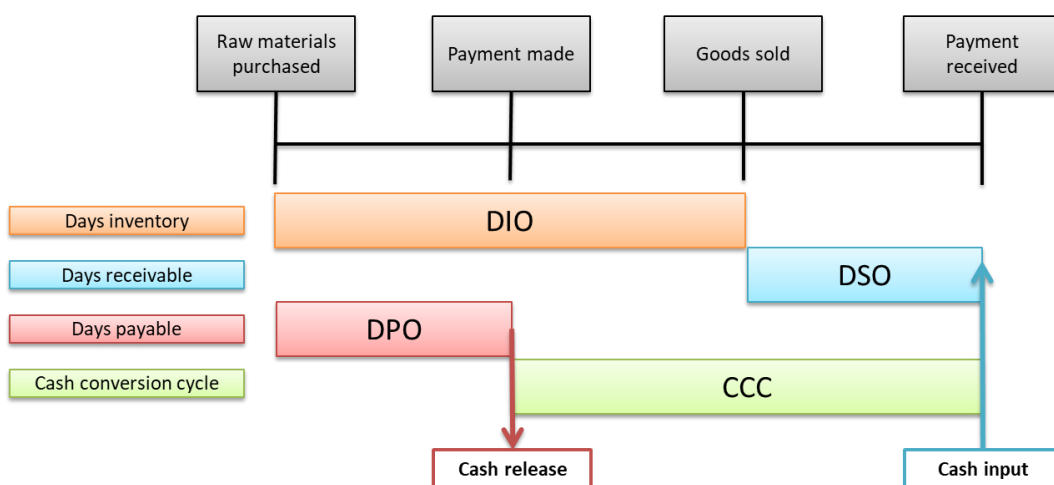 Raw materials
purchased
Payment made
Goods sold
Payment
received
Days inventory
DIO
Days receivable
DSO
Days payable
DPO
Cash conversion cycle
CCC
Cash release
Cash input